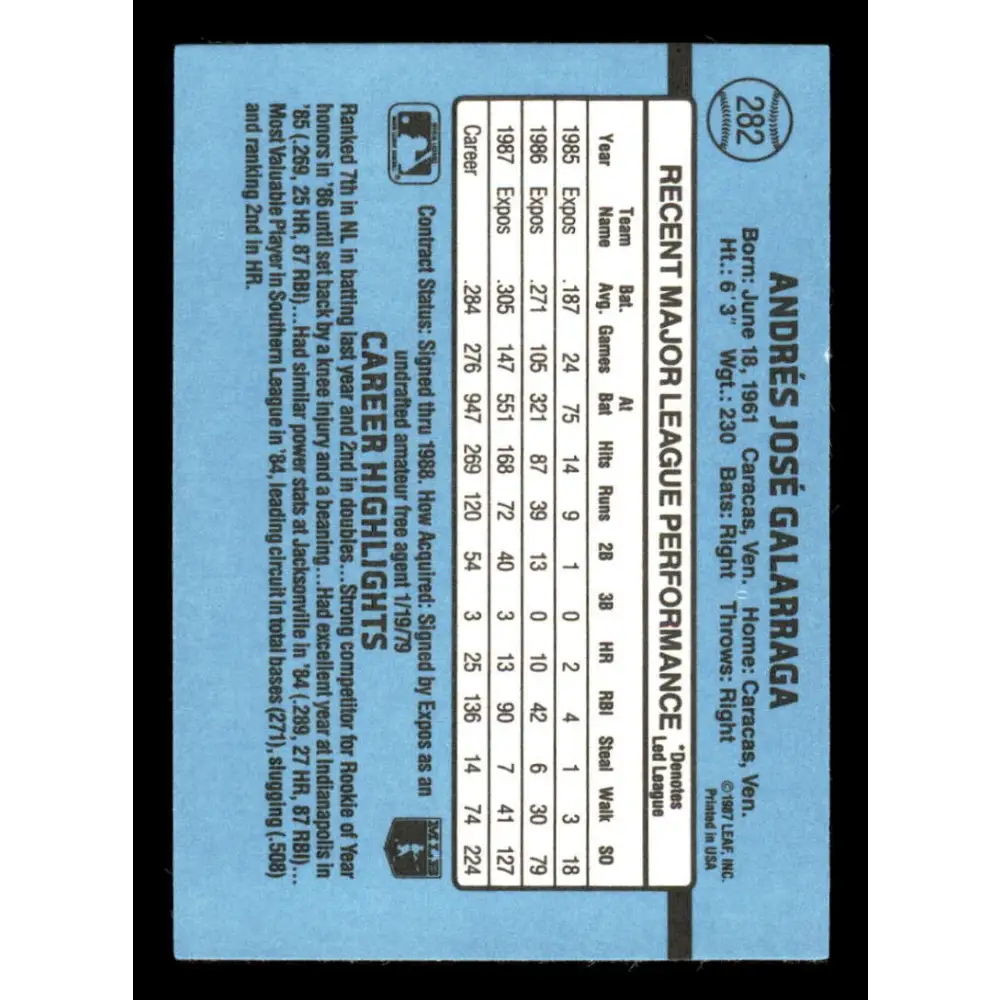 282
ANDRÉS JOSÉ GALARRAGA
Born: June 18, 1961 Caracas, Ven. Home: Caracas, Ven.
Ht.: 6'3" Wgt.: 230 Bats: Right Throws: Right
©1987 LEAF, INC.
Printed in USA
RECENT MAJOR LEAGUE PERFORMANCE *Denotes
Led League
Team Bat. At
Year Name Avg. Games Bat Hits Runs 2B 3B HR RBI Steal Walk SO
1985 Expos .187 24 75 14 9 1 0 2 4 1 3 18
1986 Expos .271 105 321 87 39 13 0 10 42 6 30 79
1987 Expos .305 147 551 168 72 40 3 13 90 7 41 127
Career .284 276 947 269 120 54 3 25 136 14 74 224
Contract Status: Signed thru 1988. How Acquired: Signed by Expos as an
undrafted amateur free agent 1/19/79
MLB
CAREER HIGHLIGHTS
Ranked 7th in NL in batting last year and 2nd in doubles...Strong competitor for Rookie of Year
honors in '86 until set back by a knee injury and a beaning...Had excellent year at Indianapolis in
'85 (.269, 25 HR, 87 RBI)...Had similar power stats at Jacksonville in '84 (.289, 27 HR, 87 RBI)...
Most Valuable Player in Southern League in '84, leading circuit in total bases (271), slugging (.508)
and ranking 2nd in HR.